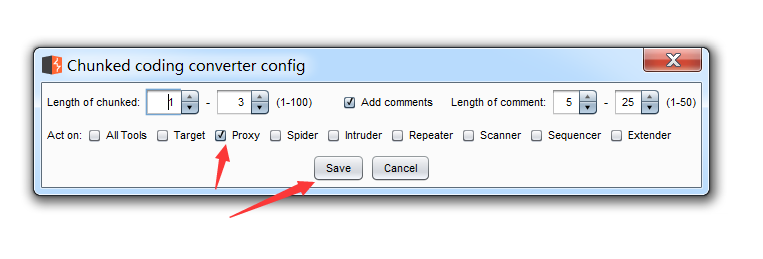 Chunked coding converter config
Length of chunked: 1 - 3 (1-100) Add comments Length of comment: 5 - 25 (1-50)
Act on: All Tools Target Proxy Spider Intruder Repeater Scanner Sequencer Extender
Save Cancel